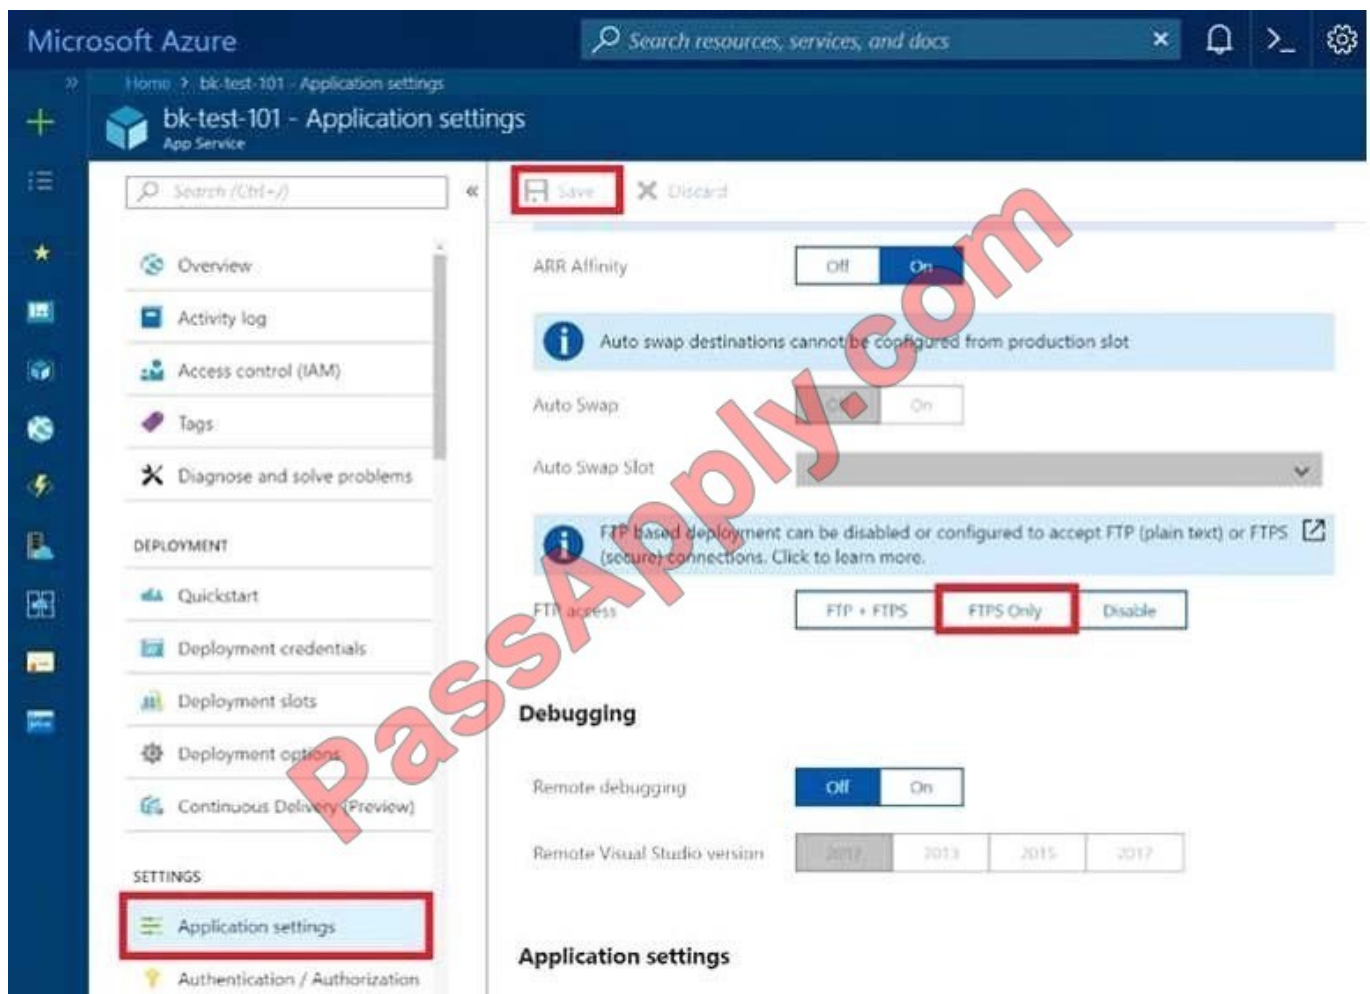 Microsoft Azure
Search resources, services, and docs
Home > bk-test-101 - Application settings
bk-test-101 - Application settings
App Service
Search (Ctrl+/)
Overview
Activity log
Access control (IAM)
Tags
Diagnose and solve problems
DEPLOYMENT
Quickstart
Deployment credentials
Deployment slots
Deployment options
Continuous Delivery (Preview)
SETTINGS
Application settings
Authentication / Authorization
Save
Discard
ARR Affinity
Off On
Auto swap destinations cannot be configured from production slot
Auto Swap
Off On
Auto Swap Slot
FTP based deployment can be disabled or configured to accept FTP (plain text) or FTPS
(secure) connections. Click to learn more.
FTP access
FTP + FTPS FTPS Only Disable
Debugging
Remote debugging
Off On
Remote Visual Studio version
2012 2013 2015 2017
Application settings
PassApply.com